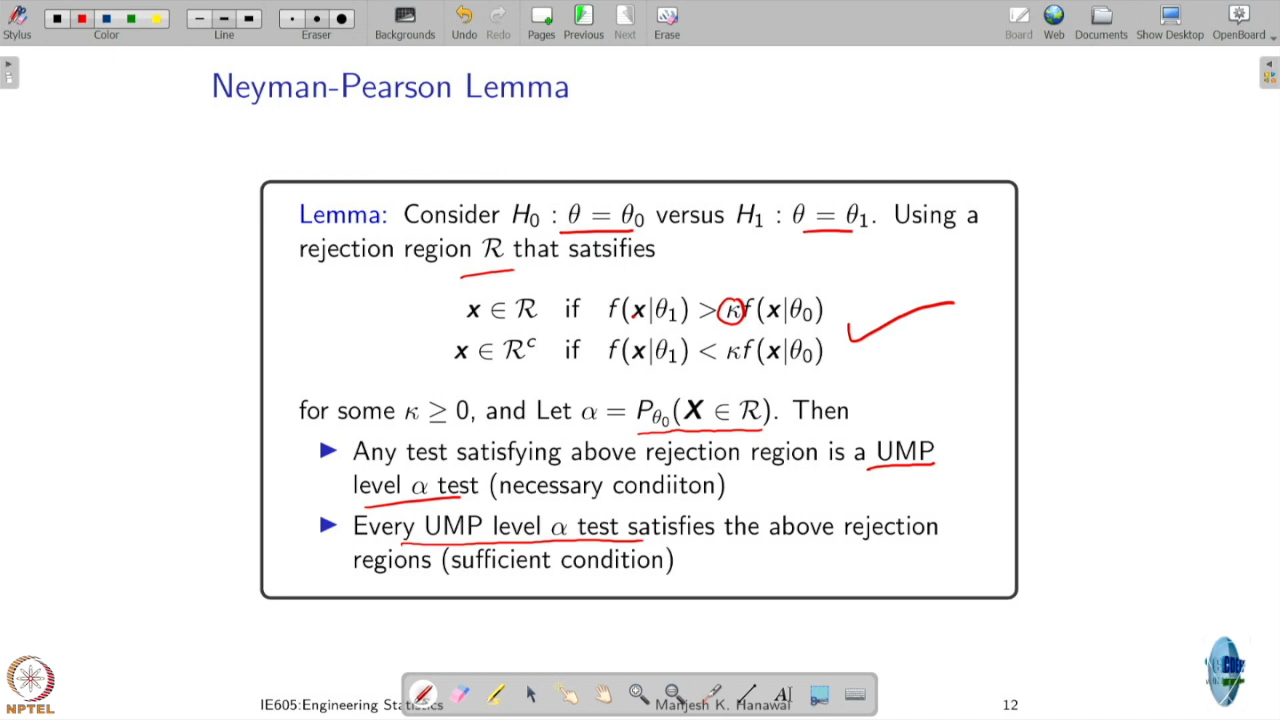 Stylus
Color
Line
Eraser
Backgrounds
Undo
Redo
Pages
Previous
Next
Erase
Board
Web
Documents
Show Desktop
OpenBoard
Neyman-Pearson Lemma
Lemma: Consider H₀ : θ = θ₀ versus H₁ : θ = θ₁. Using a
rejection region R that satsifies
x ∈ R if f(x|θ₁) > κf(x|θ₀)
x ∈ Rᶜ if f(x|θ₁) < κf(x|θ₀)
for some κ ≥ 0, and Let α = P_θ₀(X ∈ R). Then
▶ Any test satisfying above rejection region is a UMP
level α test (necessary condiiton)
▶ Every UMP level α test satisfies the above rejection
regions (sufficient condition)
NPTEL
IE605:Engineering Statistics
Manjesh K. Hanawal
12